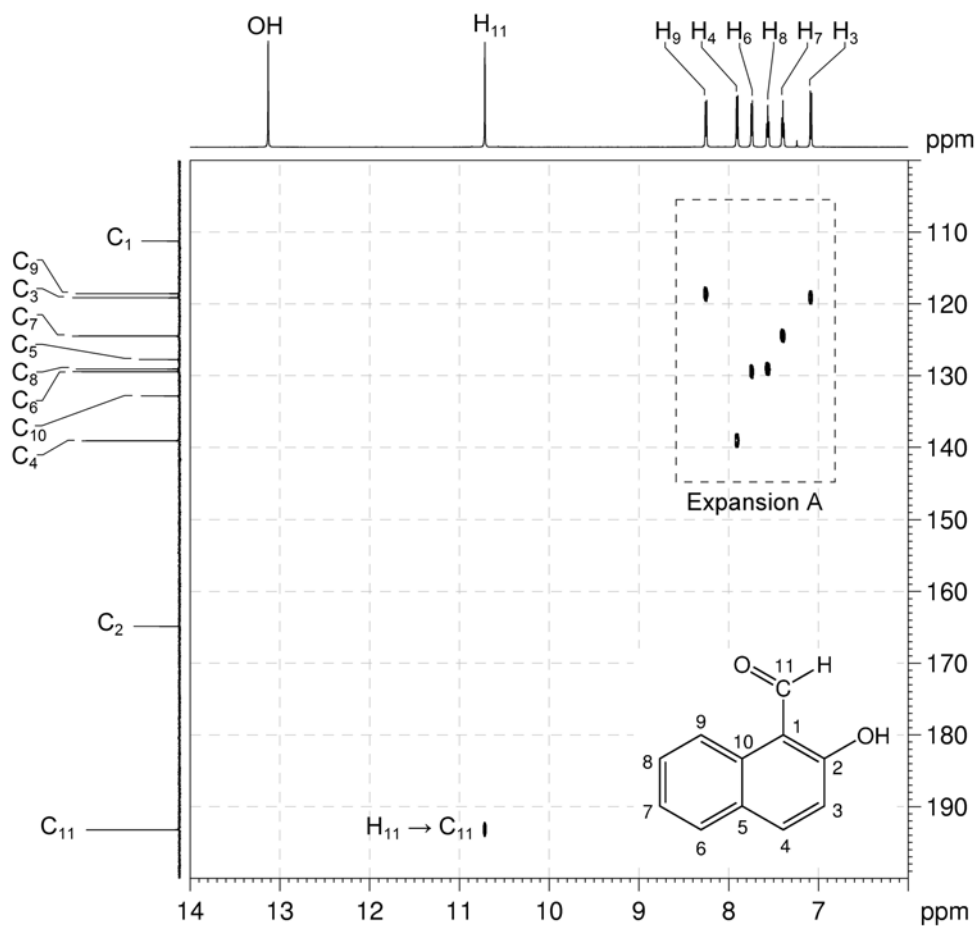 OH
H₁₁
H₉ H₄ H₆ H₈ H₇ H₃
ppm
C₁
C₉
C₃
C₇
C₅
C₈
C₆
C₁₀
C₄
C₂
C₁₁
110
120
130
140
150
160
170
180
190
Expansion A
H₁₁ → C₁₁
O
11
H
C
1
OH
2
3
4
5
6
7
8
9
10
14 13 12 11 10 9 8 7 ppm